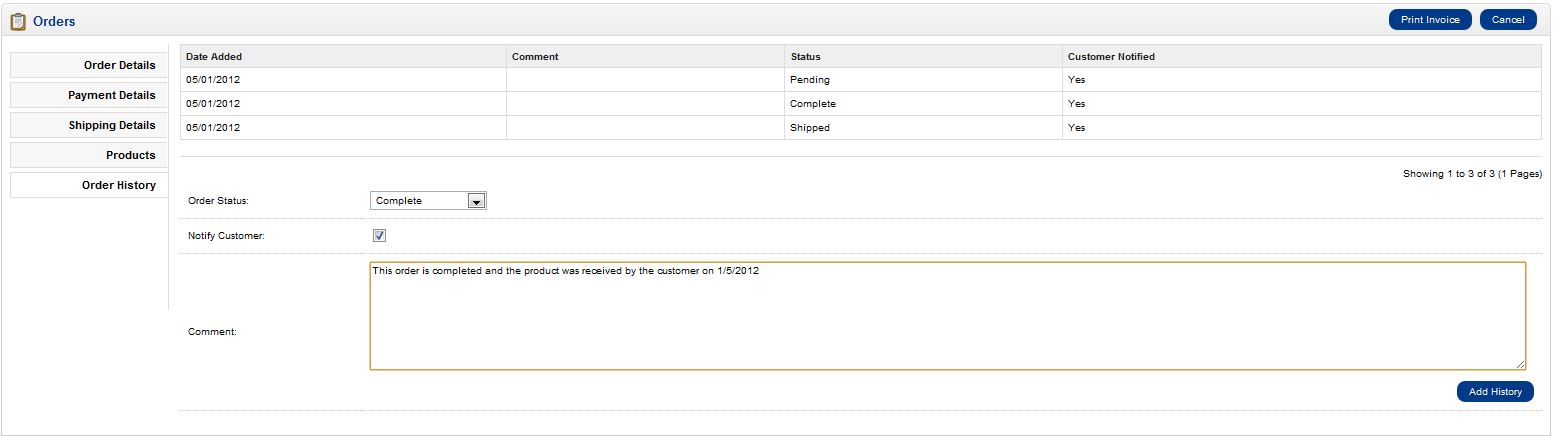 Orders
Print Invoice Cancel
Order Details
Payment Details
Shipping Details
Products
Order History
Date Added Comment Status Customer Notified
05/01/2012 Pending Yes
05/01/2012 Complete Yes
05/01/2012 Shipped Yes
Showing 1 to 3 of 3 (1 Pages)
Order Status: Complete
Notify Customer:
Comment: This order is completed and the product was received by the customer on 1/5/2012
Add History